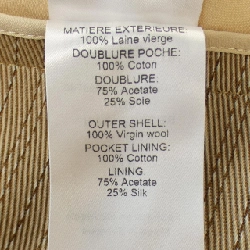 MATIERE EXTERIEURE:
100% Laine vierge
DOUBLURE POCHE:
100% Coton
DOUBLURE:
75% Acetate
25% Soie
OUTER SHELL:
100% Virgin wool
POCKET LINING:
100% Cotton
LINING:
75% Acetate
25% Silk